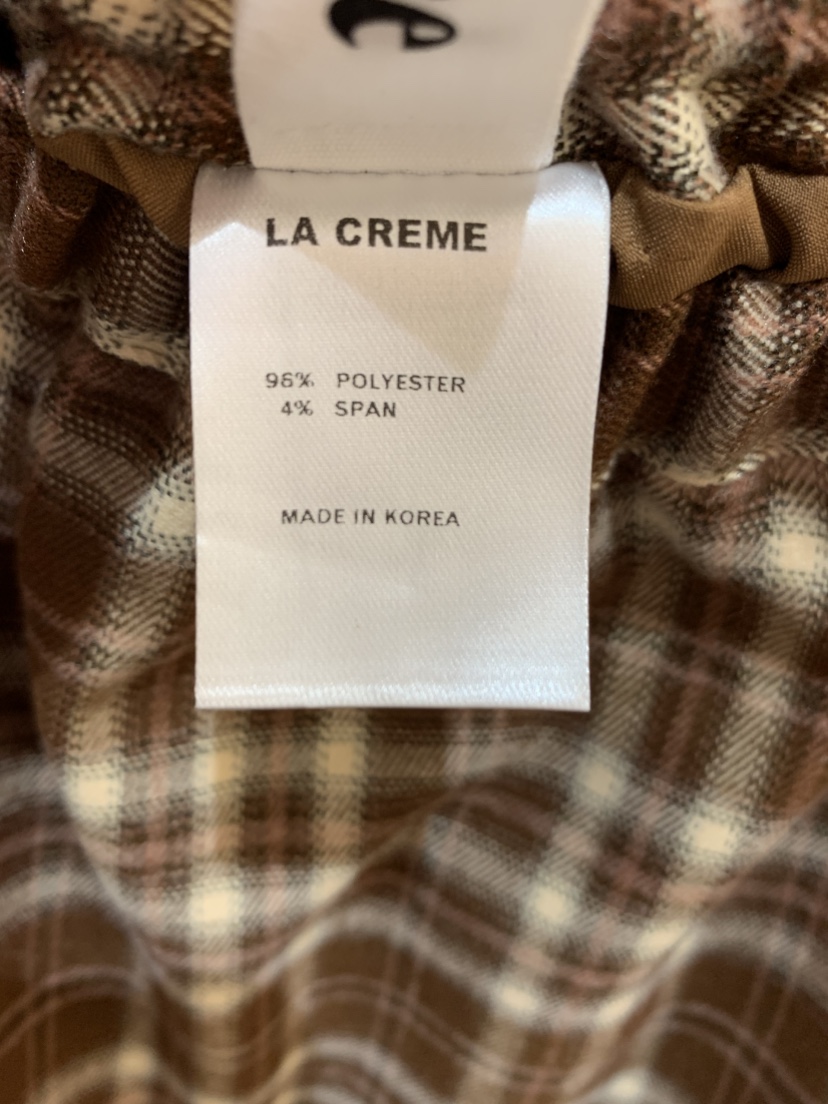 LA CREME
96% POLYESTER
4% SPAN
MADE IN KOREA